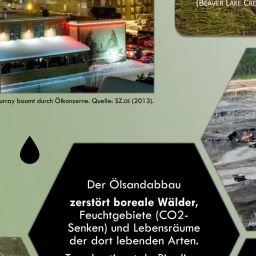 (BEAVER LAKE CRE
urray boomt durch Ölkonzerne. Quelle: SZ.DE (2013).
Der Ölsandabbau
zerstört boreale Wälder,
Feuchtgebiete (CO2-
Senken) und Lebensräume
der dort lebenden Arten.